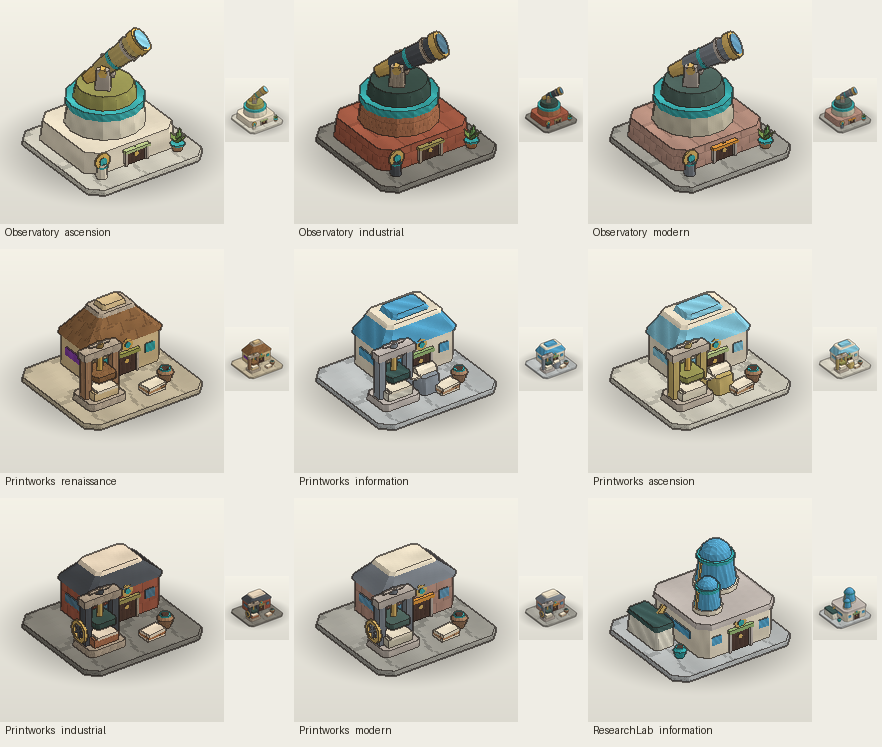 Observatory ascension
Observatory industrial
Observatory modern
Printworks renaissance
Printworks information
Printworks ascension
Printworks industrial
Printworks modern
ResearchLab information